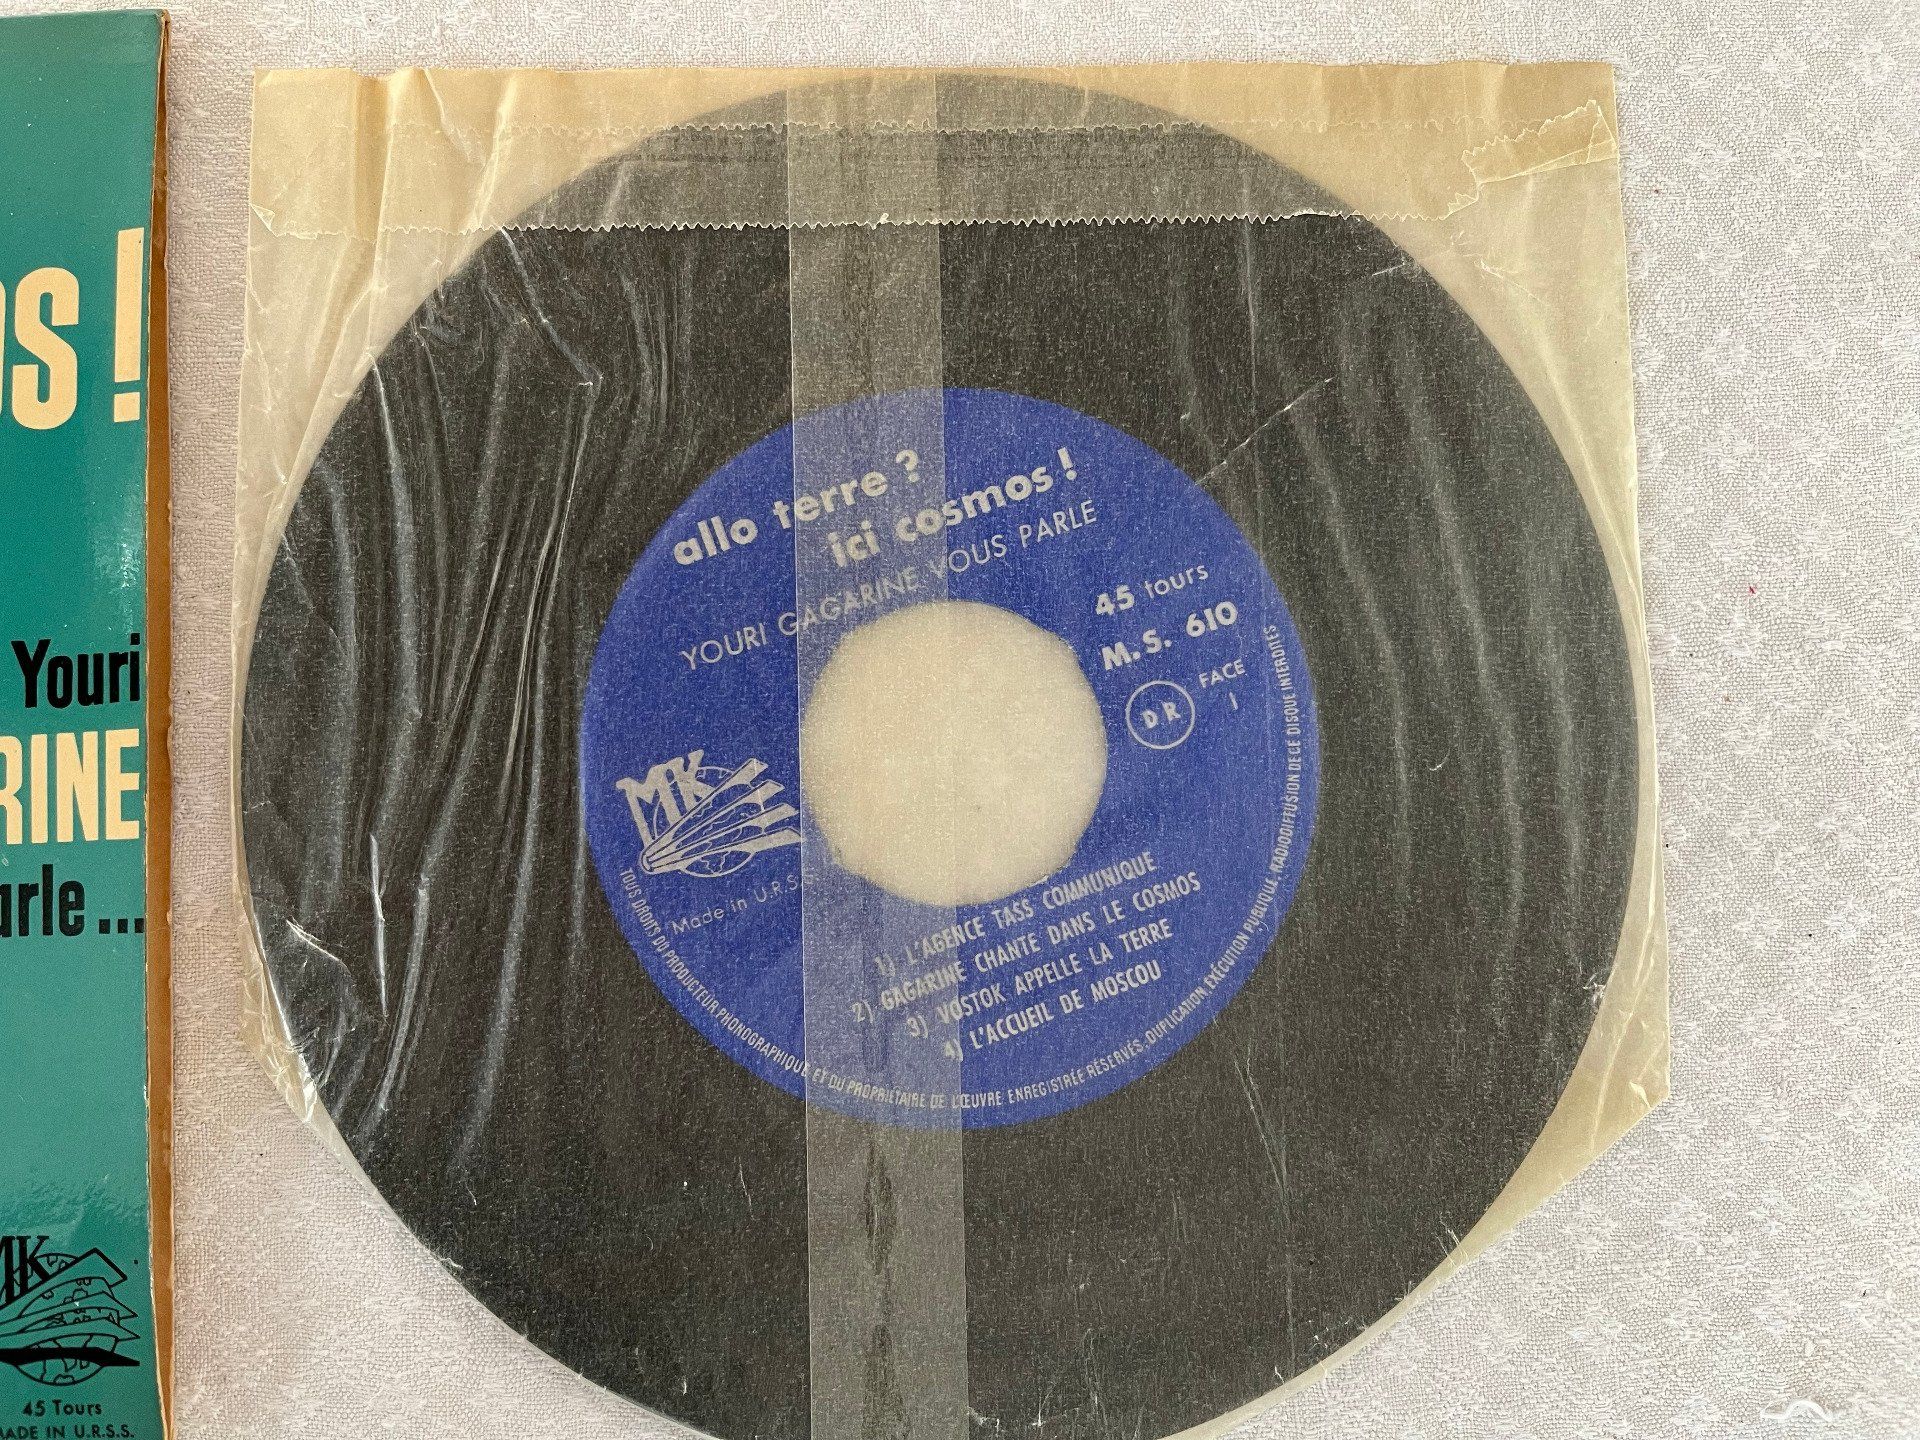 OS !
Youri
RINE
arle...
MK
45 Tours
MADE IN U.R.S.S.
allo terre ?
ici cosmos !
YOURI GAGARINE VOUS PARLE
45 tours
M.S. 610
DR
FACE
1
MK
Made in U.R.S.
1) L'AGENCE TASS COMMUNIQUE
2) GAGARINE CHANTE DANS LE COSMOS
3) VOSTOK APPELLE LA TERRE
4) L'ACCUEIL DE MOSCOU
TOUS DROITS DU PRODUCTEUR PHONOGRAPHIQUE ET DU PROPRIÉTAIRE DE L'ŒUVRE ENREGISTRÉE RÉSERVÉS. DUPLICATION, EXÉCUTION PUBLIQUE, RADIODIFFUSION DE CE DISQUE INTERDITES